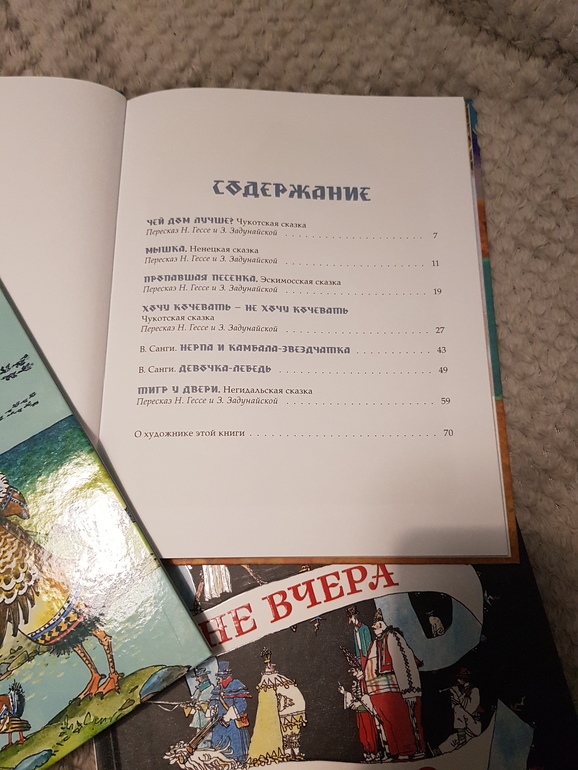 СОДЕРЖАНИЕ
ЧЕЙ ДОМ ЛУЧШЕ? Чукотская сказка
Пересказ Н. Гессе и З. Задунайской . . . . . . . . . . . . . . . . . . . . . 7
МЫШКА. Ненецкая сказка
Пересказ Н. Гессе и З. Задунайской . . . . . . . . . . . . . . . . . . . . . 11
ПРОПАВШАЯ ПЕСЕНКА. Эскимосская сказка
Пересказ Н. Гессе и З. Задунайской . . . . . . . . . . . . . . . . . . . . . 19
ХОЧУ КОЧЕВАТЬ – НЕ ХОЧУ КОЧЕВАТЬ
Чукотская сказка
Пересказ Н. Гессе и З. Задунайской . . . . . . . . . . . . . . . . . . . . . 27
В. Санги. НЕРПА И КАМБАЛА-ЗВЕЗДЧАТКА . . . . . . . . . . . 43
В. Санги. ДЕВОЧКА-ЛЕБЕДЬ . . . . . . . . . . . . . . . . . . . . . . . 49
ТИГР У ДВЕРИ. Негидальская сказка
Пересказ Н. Гессе и З. Задунайской . . . . . . . . . . . . . . . . . . . . . 59
О художнике этой книги . . . . . . . . . . . . . . . . . . . . . . . . . . . 70
НЕ ВЧЕРА